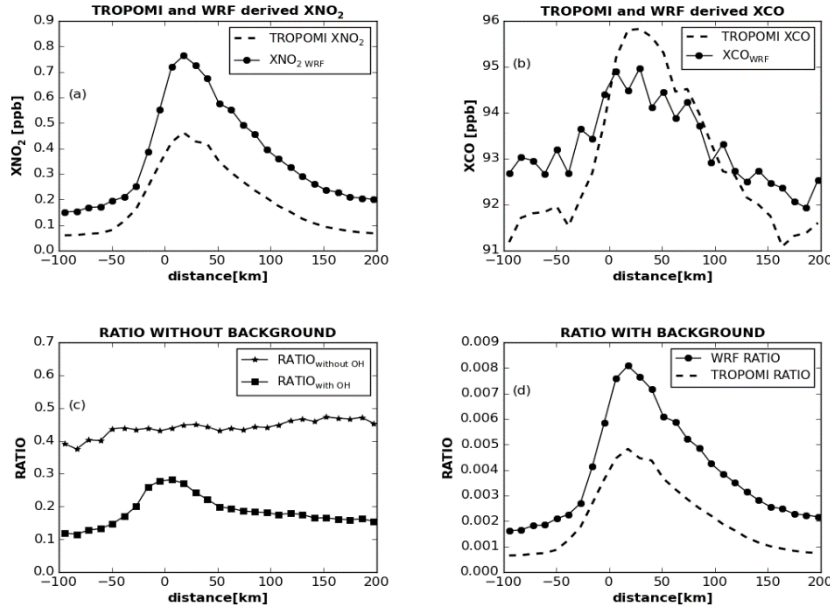 TROPOMI and WRF derived XNO₂
0.9
0.8
0.7
0.6
0.5
0.4
0.3
0.2
0.1
0.0
XNO₂ [ppb]
(a)
TROPOMI XNO₂
XNO₂ WRF
−100 −50 0 50 100 150 200
distance[km]
TROPOMI and WRF derived XCO
96
95
94
93
92
91
XCO [ppb]
(b)
TROPOMI XCO
XCO_WRF
−100 −50 0 50 100 150 200
distance[km]
RATIO WITHOUT BACKGROUND
0.7
0.6
0.5
0.4
0.3
0.2
0.1
0.0
RATIO
(c)
RATIO_without OH
RATIO_with OH
−100 −50 0 50 100 150 200
distance[km]
RATIO WITH BACKGROUND
0.009
0.008
0.007
0.006
0.005
0.004
0.003
0.002
0.001
0.000
RATIO
(d)
WRF RATIO
TROPOMI RATIO
−100 −50 0 50 100 150 200
distance[km]